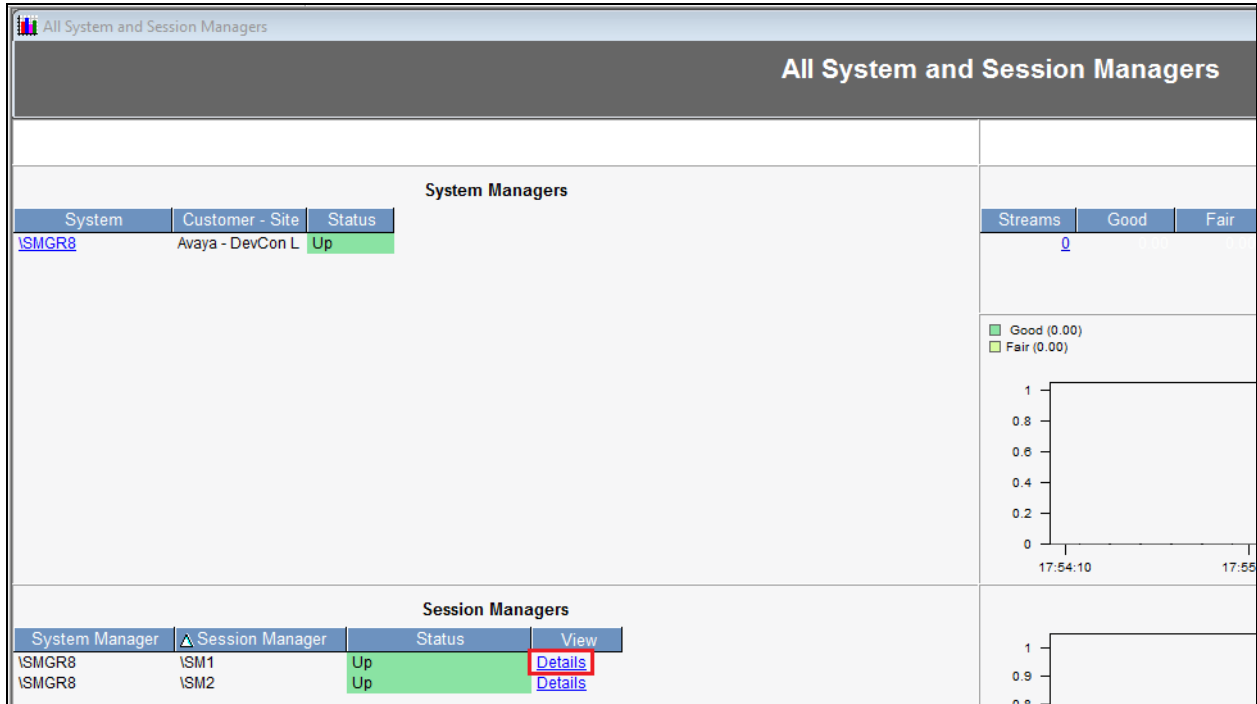 All System and Session Managers
All System and Session Managers
System Managers
System Customer - Site Status
\SMGR8 Avaya - DevCon L Up
Streams Good Fair
0 0.00
Good (0.00)
Fair (0.00)
1
0.8
0.6
0.4
0.2
0
17:54:10 17:55
Session Managers
System Manager Session Manager Status View
\SMGR8 \SM1 Up Details
\SMGR8 \SM2 Up Details
1
0.9